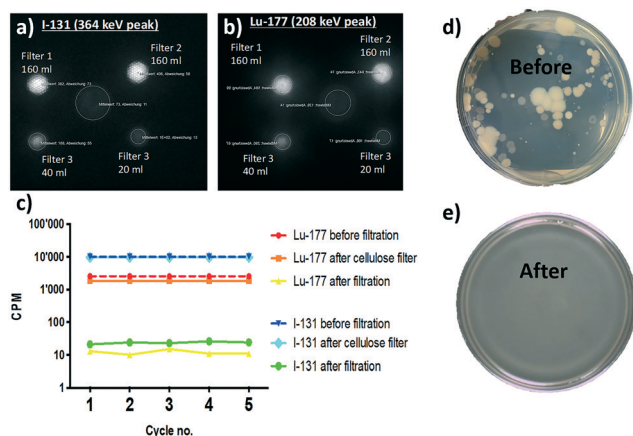 a)
I-131 (364 keV peak)
Filter 1
160 ml
Filter 2
160 ml
Filter 3
40 ml
Filter 3
20 ml
b)
Lu-177 (208 keV peak)
160 ml
160 ml
Filter 3
40 ml
Filter 3
20 ml
c)
100'000
10'000
1'000
100
10
1
CPM
1
2
3
4
5
Cycle no.
Lu-177 before filtration
Lu-177 after cellulose filter
Lu-177 after filtration
I-131 before filtration
I-131 after cellulose filter
I-131 after filtration
d)
Before
e)
After